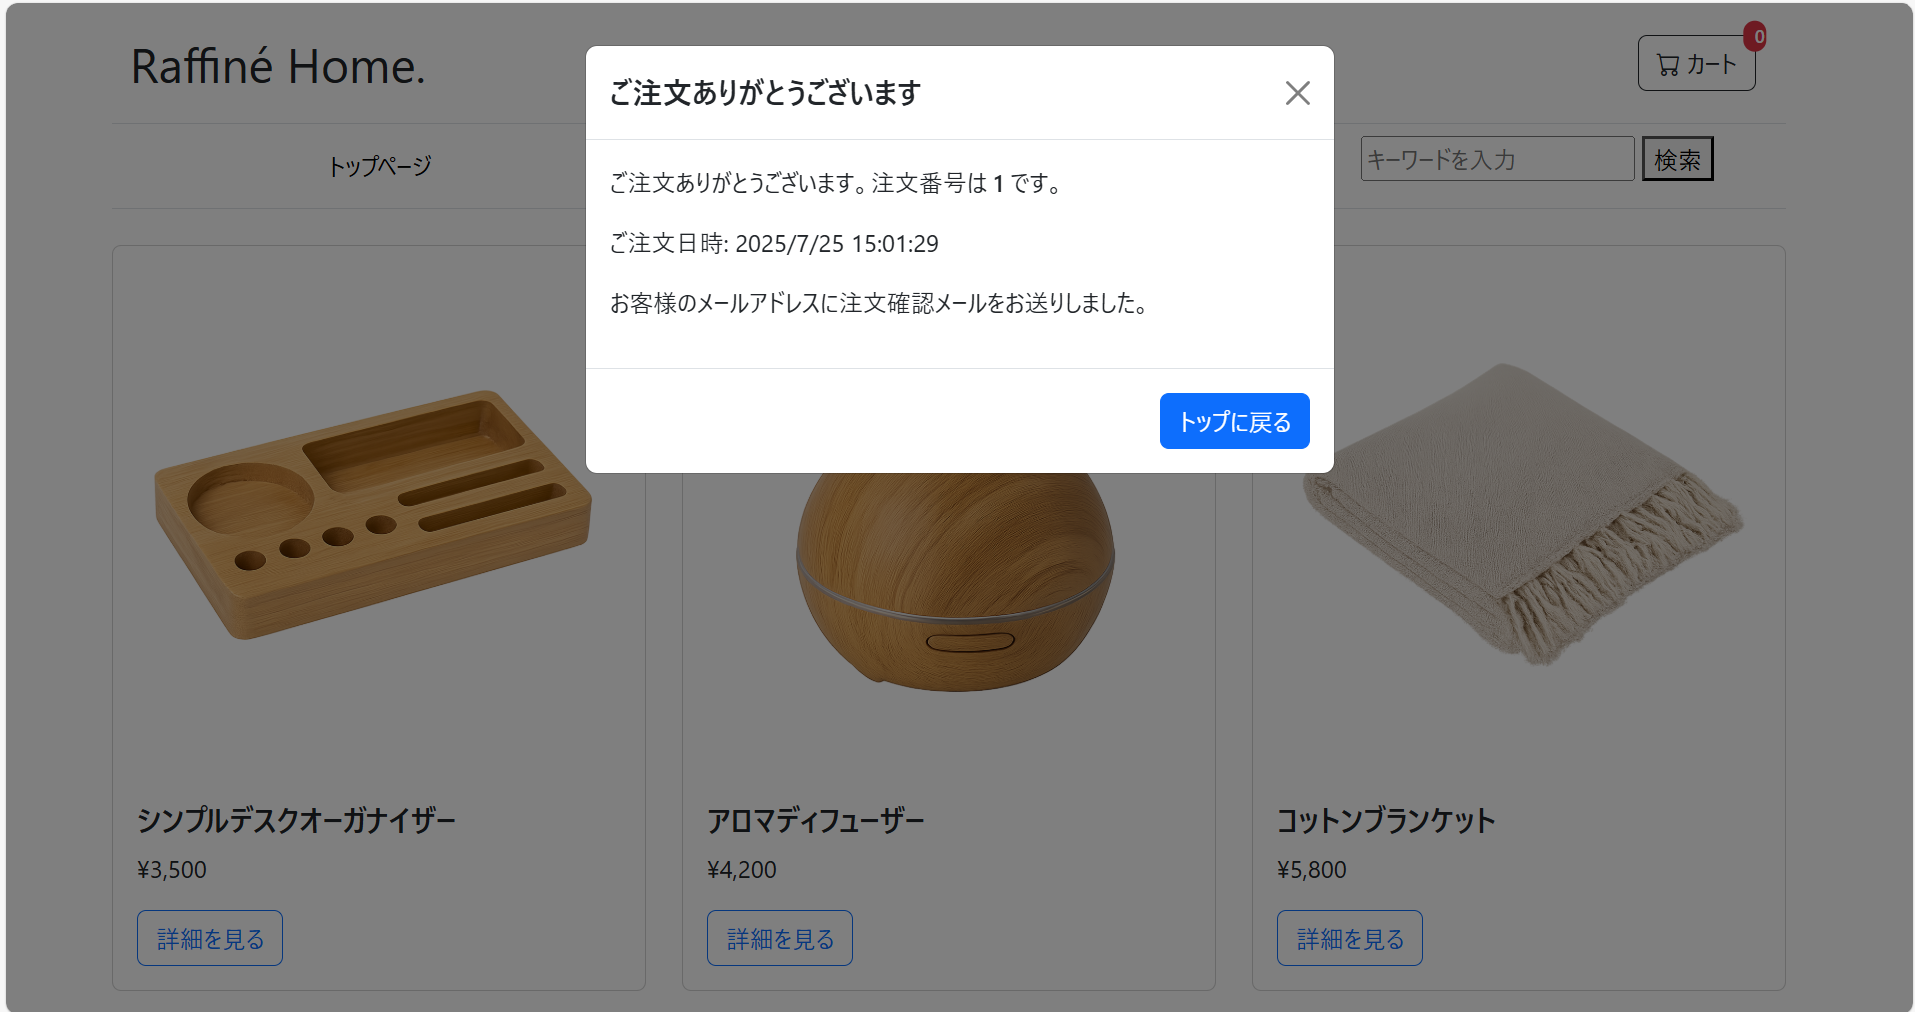 Raffiné Home.
0
カート
トップページ
キーワードを入力
検索
ご注文ありがとうございます
ご注文ありがとうございます。注文番号は 1 です。
ご注文日時: 2025/7/25 15:01:29
お客様のメールアドレスに注文確認メールをお送りしました。
トップに戻る
シンプルデスクオーガナイザー
¥3,500
詳細を見る
アロマディフューザー
¥4,200
詳細を見る
コットンブランケット
¥5,800
詳細を見る